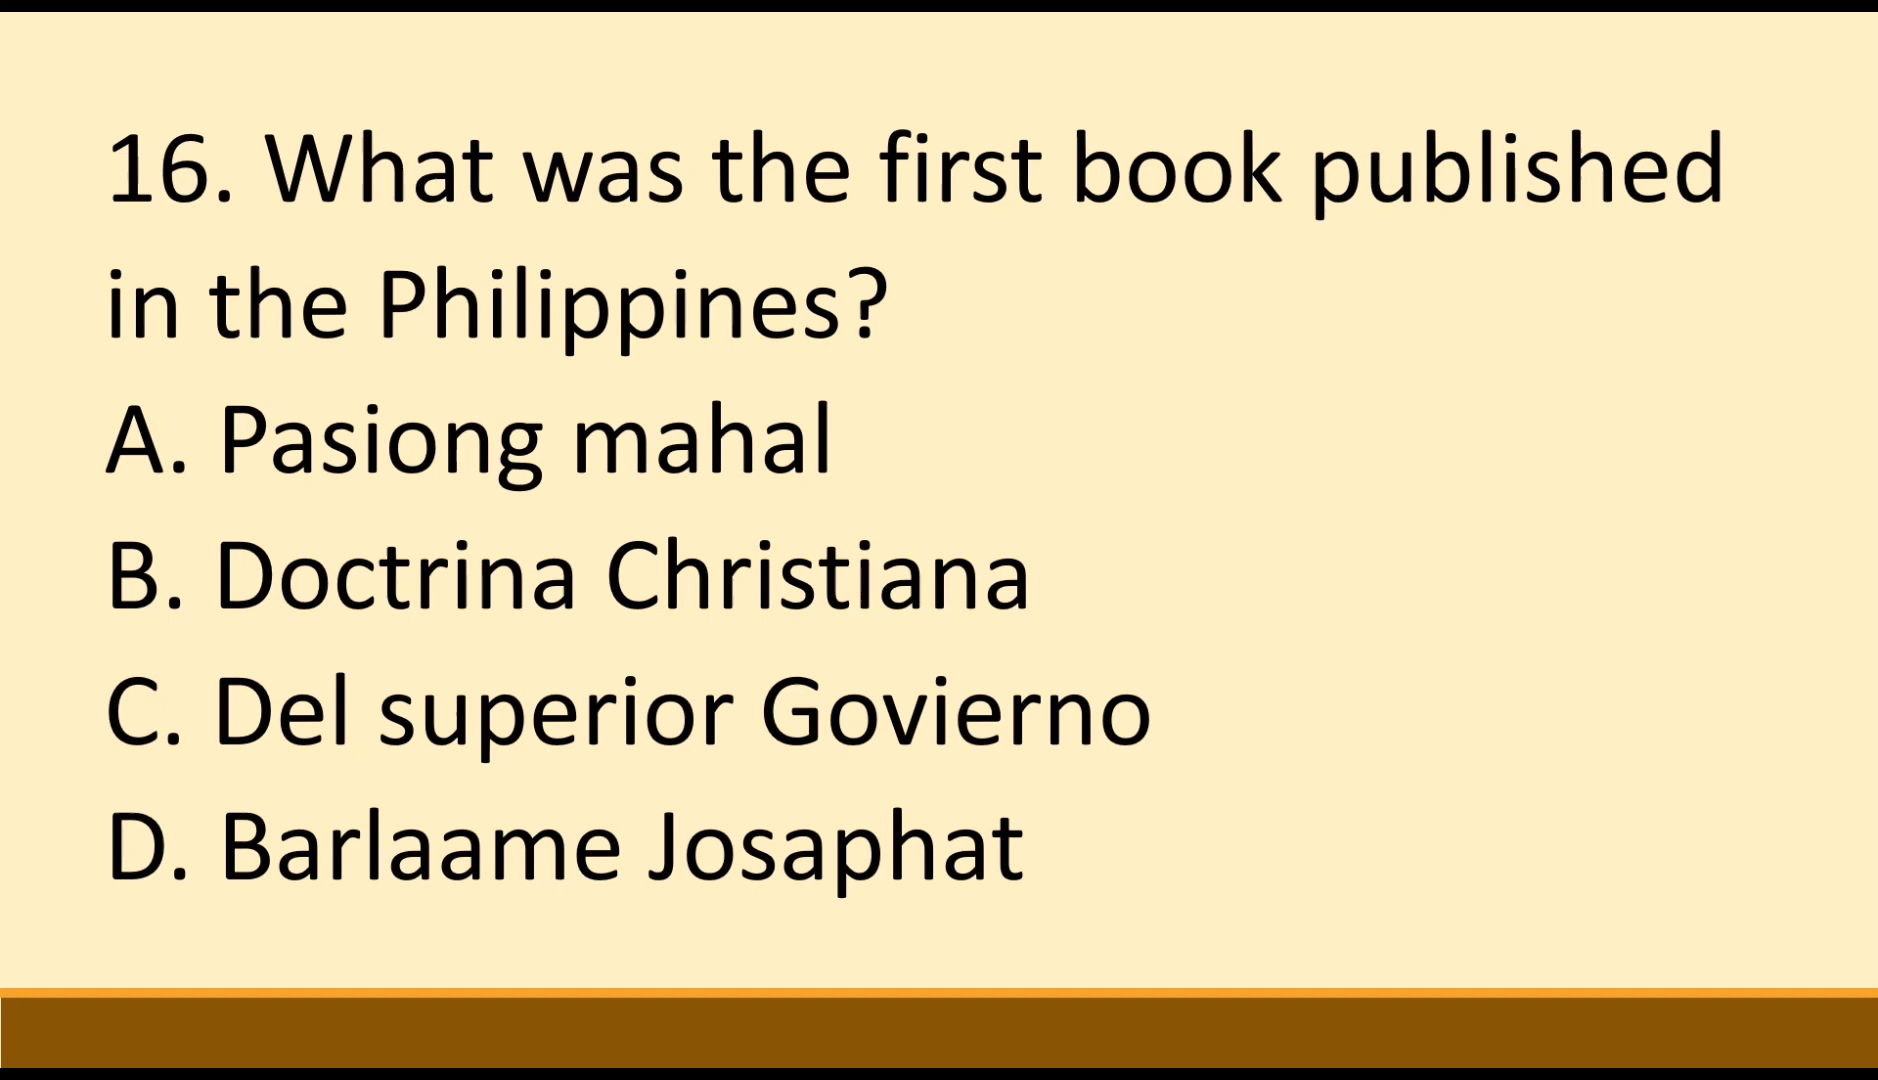 16. What was the first book published
in the Philippines?
A. Pasiong mahal
B. Doctrina Christiana
C. Del superior Govierno
D. Barlaame Josaphat